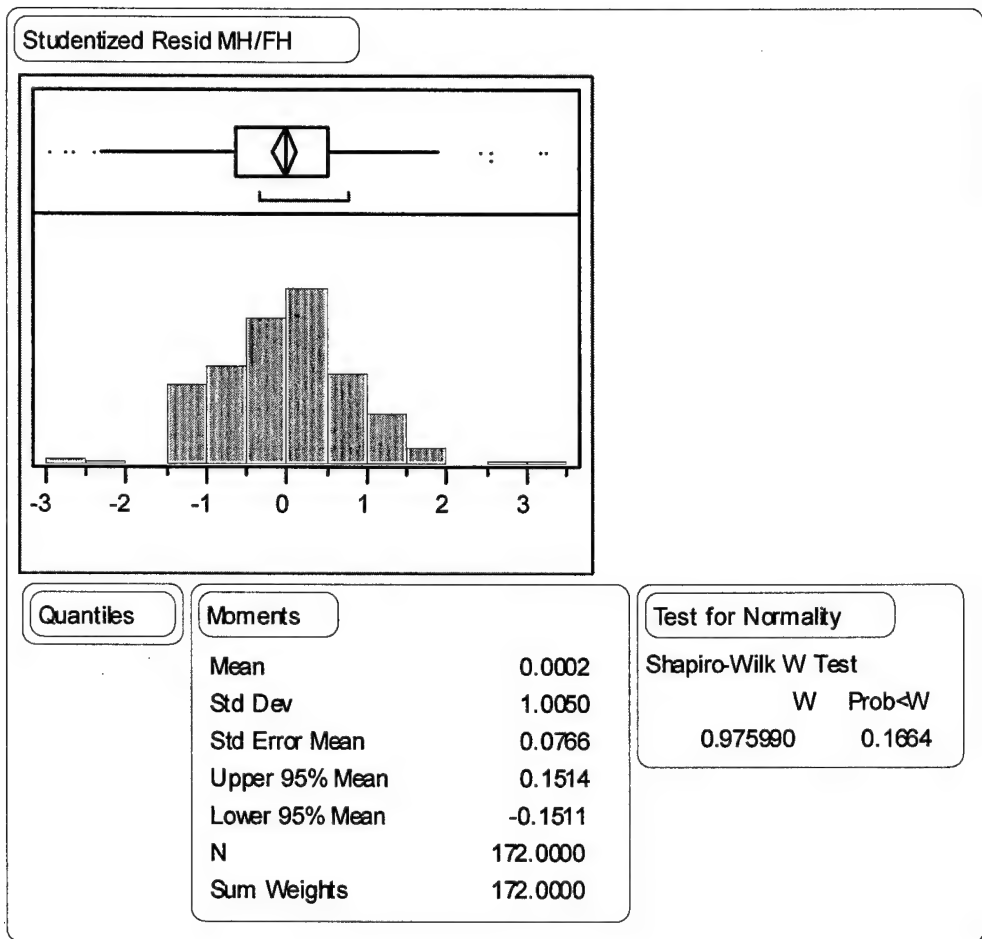 Studentized Resid MH/FH
-3 -2 -1 0 1 2 3
Quantiles
Moments
Mean 0.0002
Std Dev 1.0050
Std Error Mean 0.0766
Upper 95% Mean 0.1514
Lower 95% Mean -0.1511
N 172.0000
Sum Weights 172.0000
Test for Normality
Shapiro-Wilk W Test
W Prob<W
0.975990 0.1664